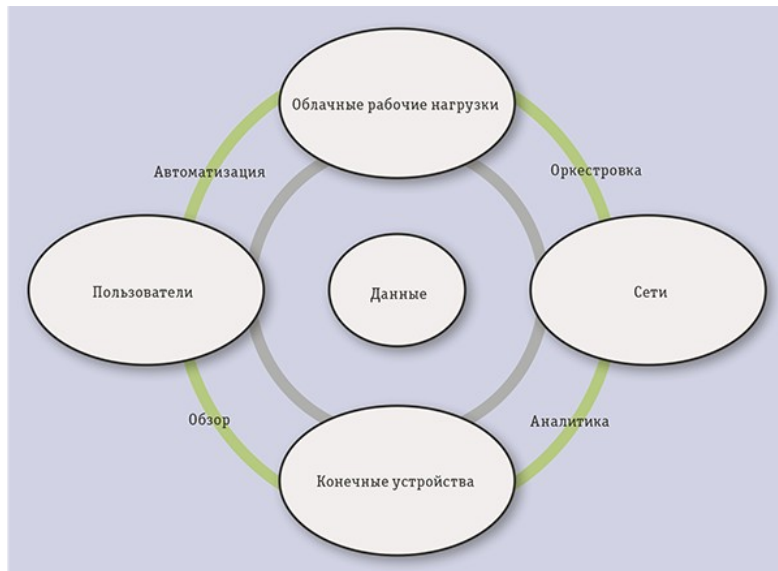 Облачные рабочие нагрузки
Автоматизация
Оркестровка
Пользователи
Данные
Сети
Обзор
Аналитика
Конечные устройства